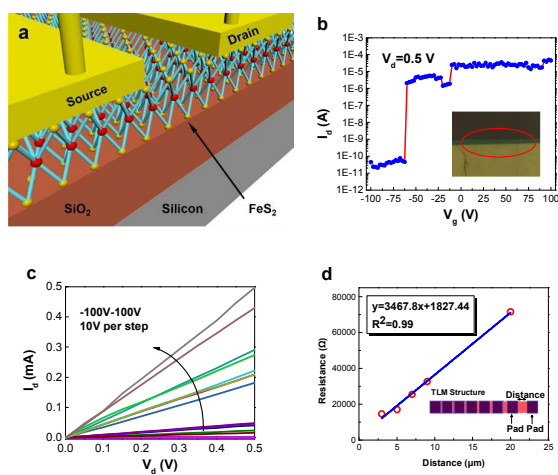 a
Source
Drain
SiO2
Silicon
FeS2
b
Vd=0.5 V
Id (A)
1E-3
1E-4
1E-5
1E-6
1E-7
1E-8
1E-9
1E-10
1E-11
1E-12
-100 -75 -50 -25 0 25 50 75 100
Vg (V)
c
-100V-100V
10V per step
Id (mA)
0.5
0.4
0.3
0.2
0.1
0.0
0.0 0.1 0.2 0.3 0.4 0.5
Vd (V)
d
y=3467.8x+1827.44
R2=0.99
Resistance (Ω)
80000
60000
40000
20000
0
TLM Structure
Distance
Pad Pad
0 5 10 15 20 25
Distance (μm)